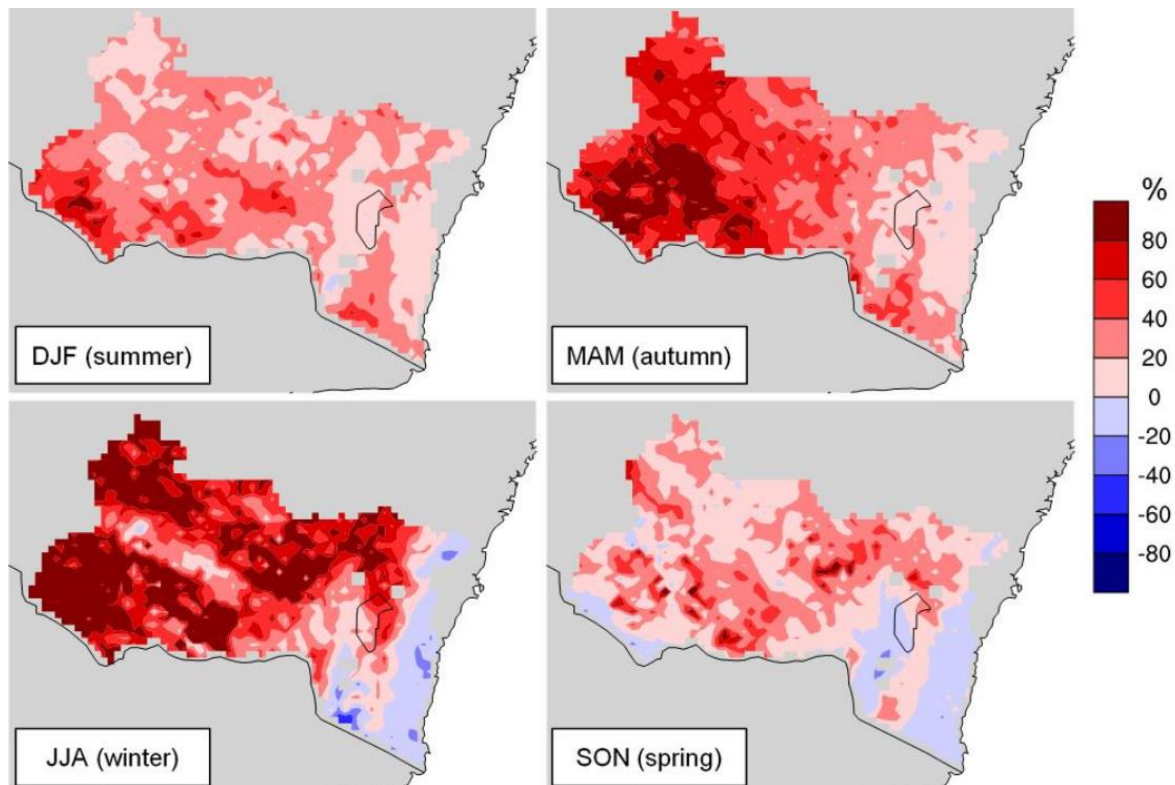 DJF (summer)
MAM (autumn)
%
80
60
40
20
0
-20
-40
-60
-80
JJA (winter)
SON (spring)